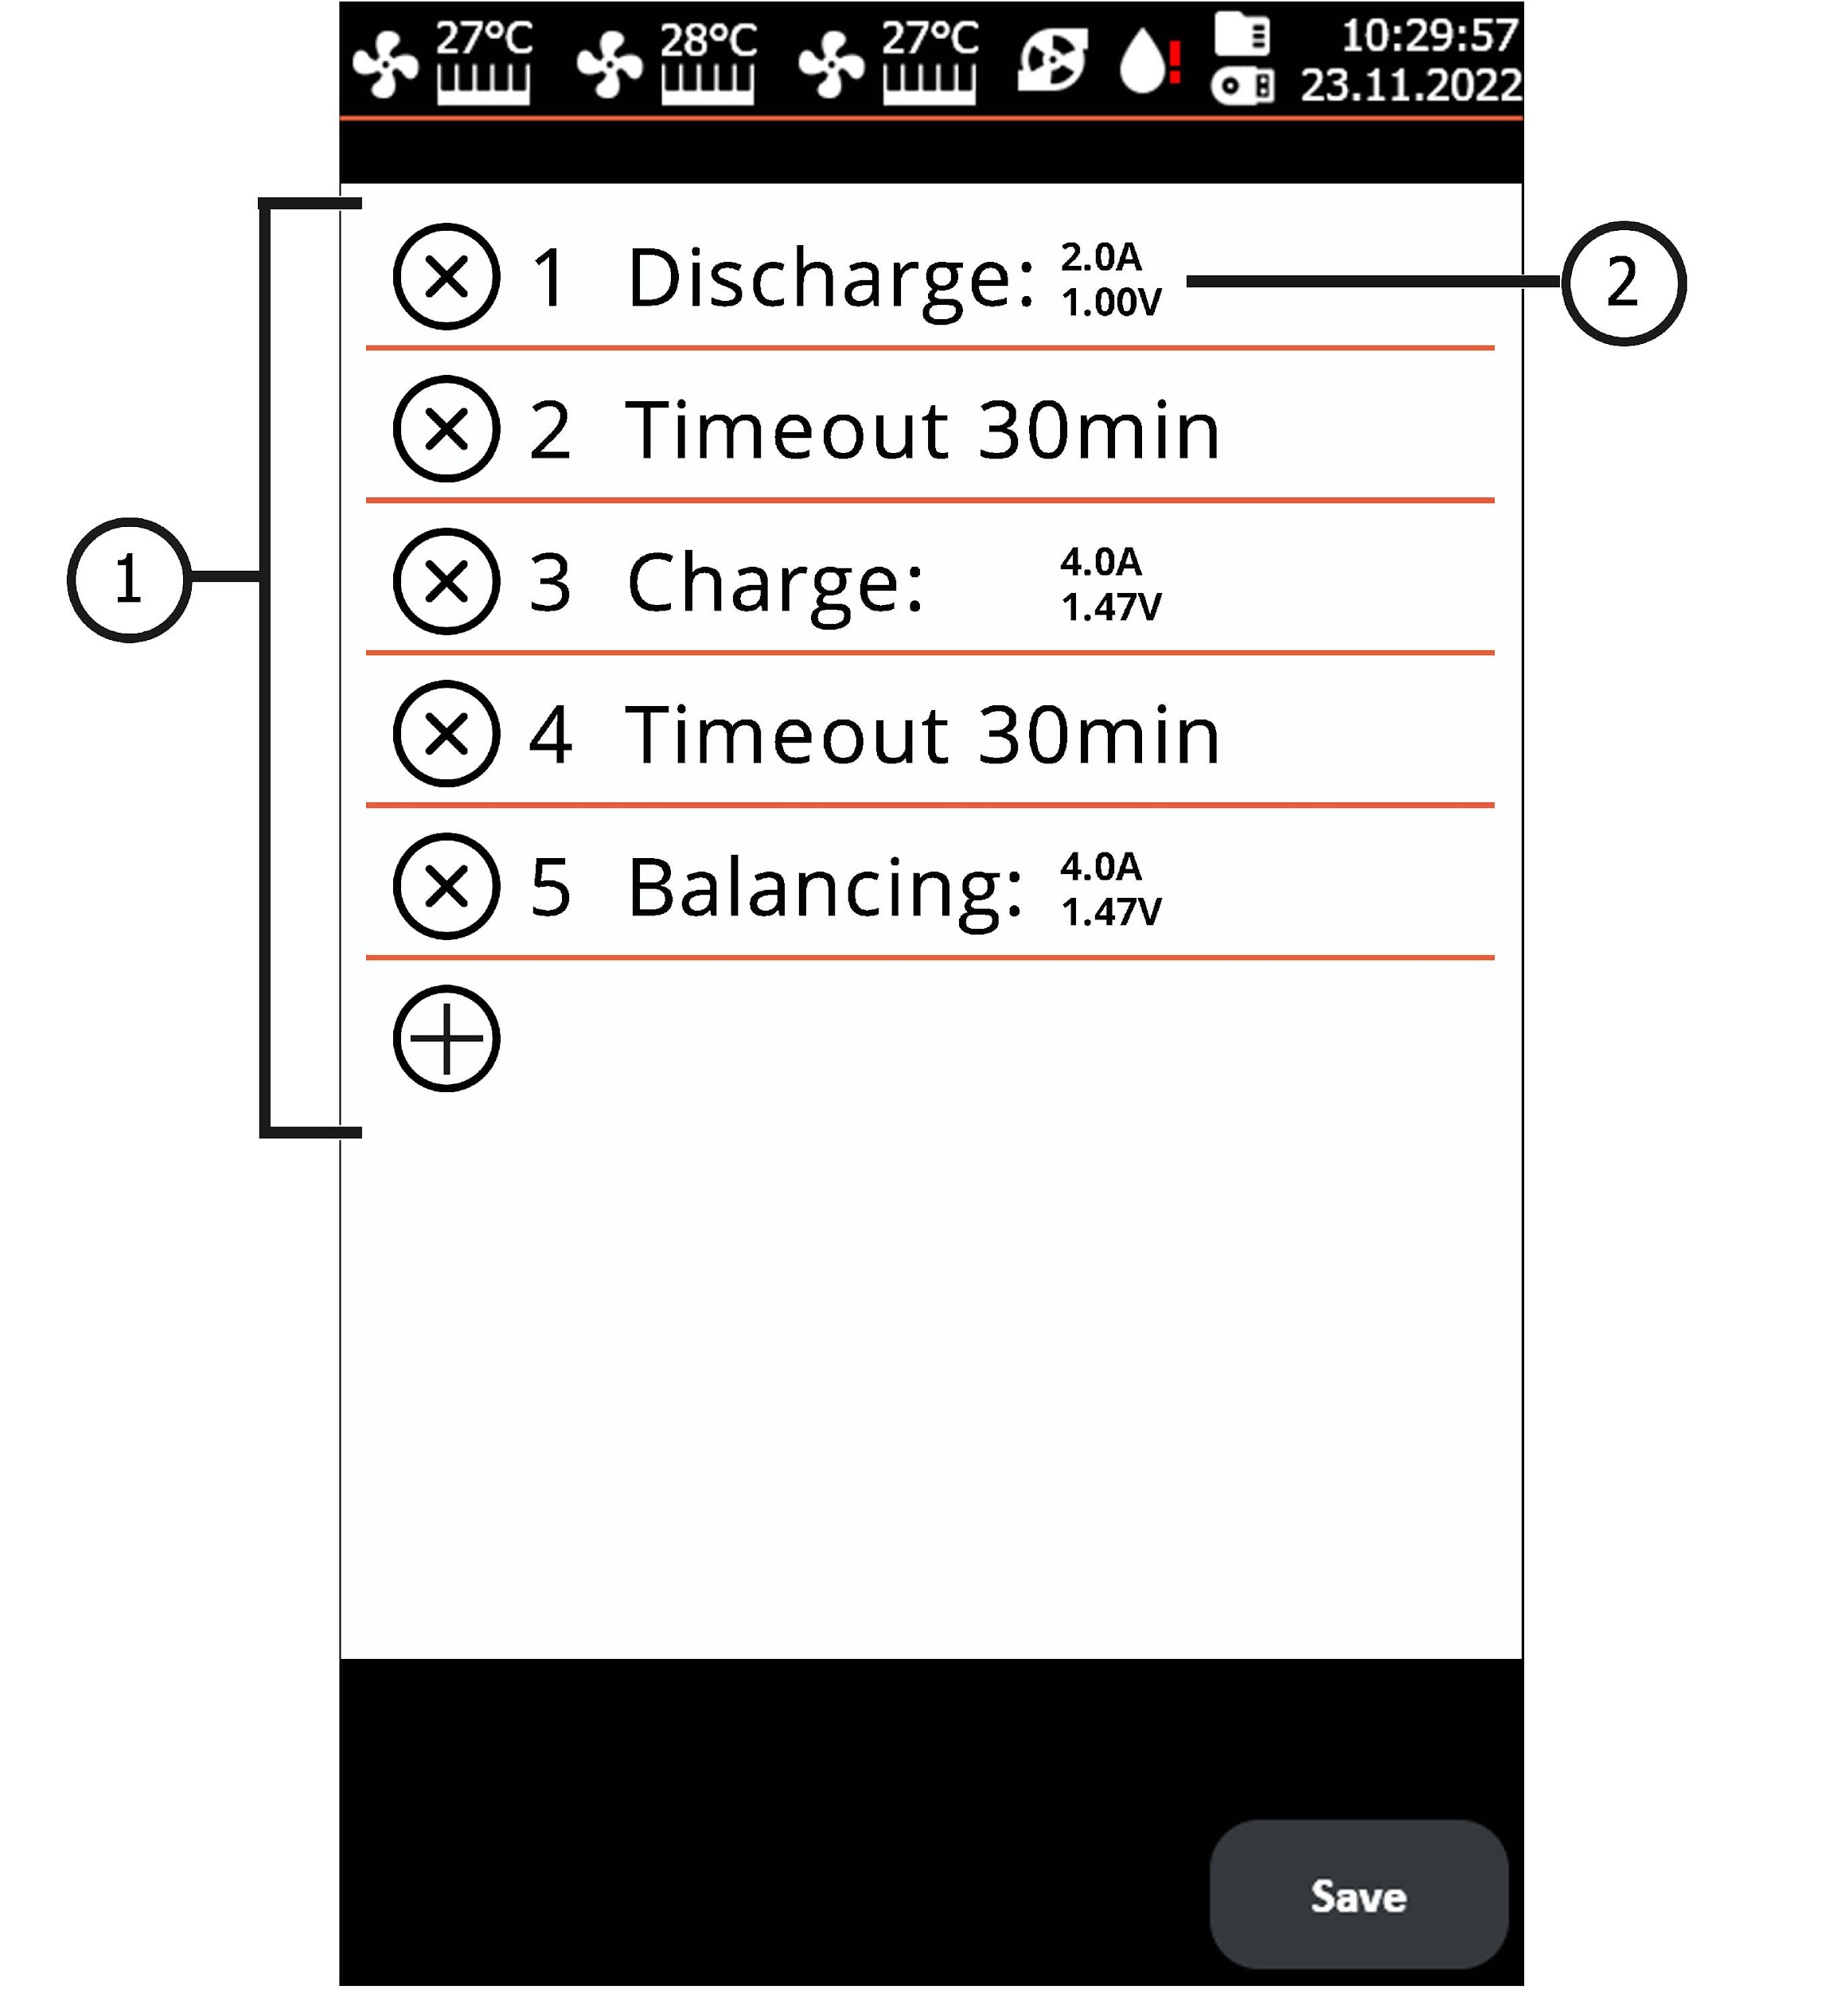 27°C 28°C 27°C 10:29:57
23.11.2022
1 Discharge: 2.0A
1.00V
2
2 Timeout 30min
3 Charge: 4.0A
1.47V
1
4 Timeout 30min
5 Balancing: 4.0A
1.47V
Save